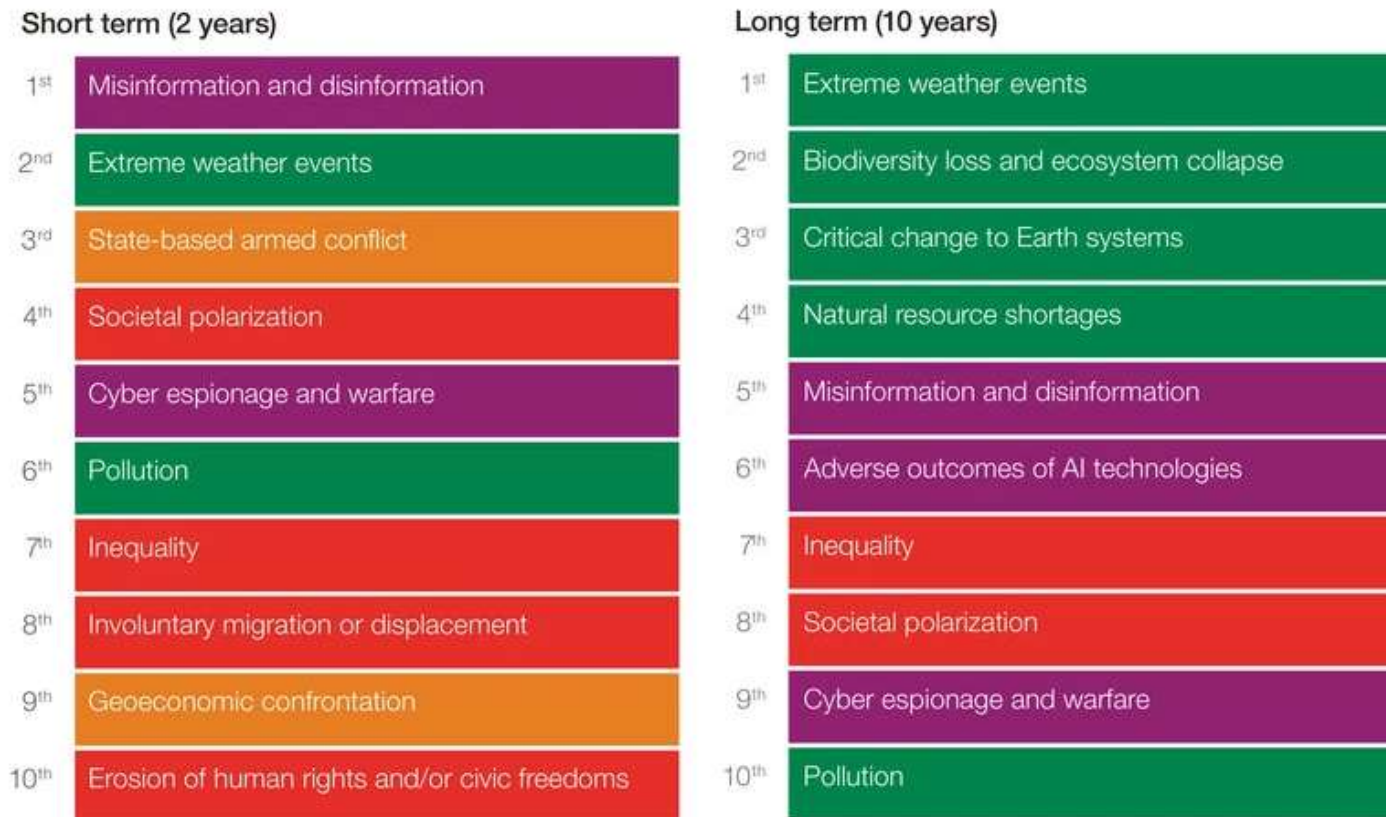 Short term (2 years)
1st Misinformation and disinformation
2nd Extreme weather events
3rd State-based armed conflict
4th Societal polarization
5th Cyber espionage and warfare
6th Pollution
7th Inequality
8th Involuntary migration or displacement
9th Geoeconomic confrontation
10th Erosion of human rights and/or civic freedoms
Long term (10 years)
1st Extreme weather events
2nd Biodiversity loss and ecosystem collapse
3rd Critical change to Earth systems
4th Natural resource shortages
5th Misinformation and disinformation
6th Adverse outcomes of AI technologies
7th Inequality
8th Societal polarization
9th Cyber espionage and warfare
10th Pollution